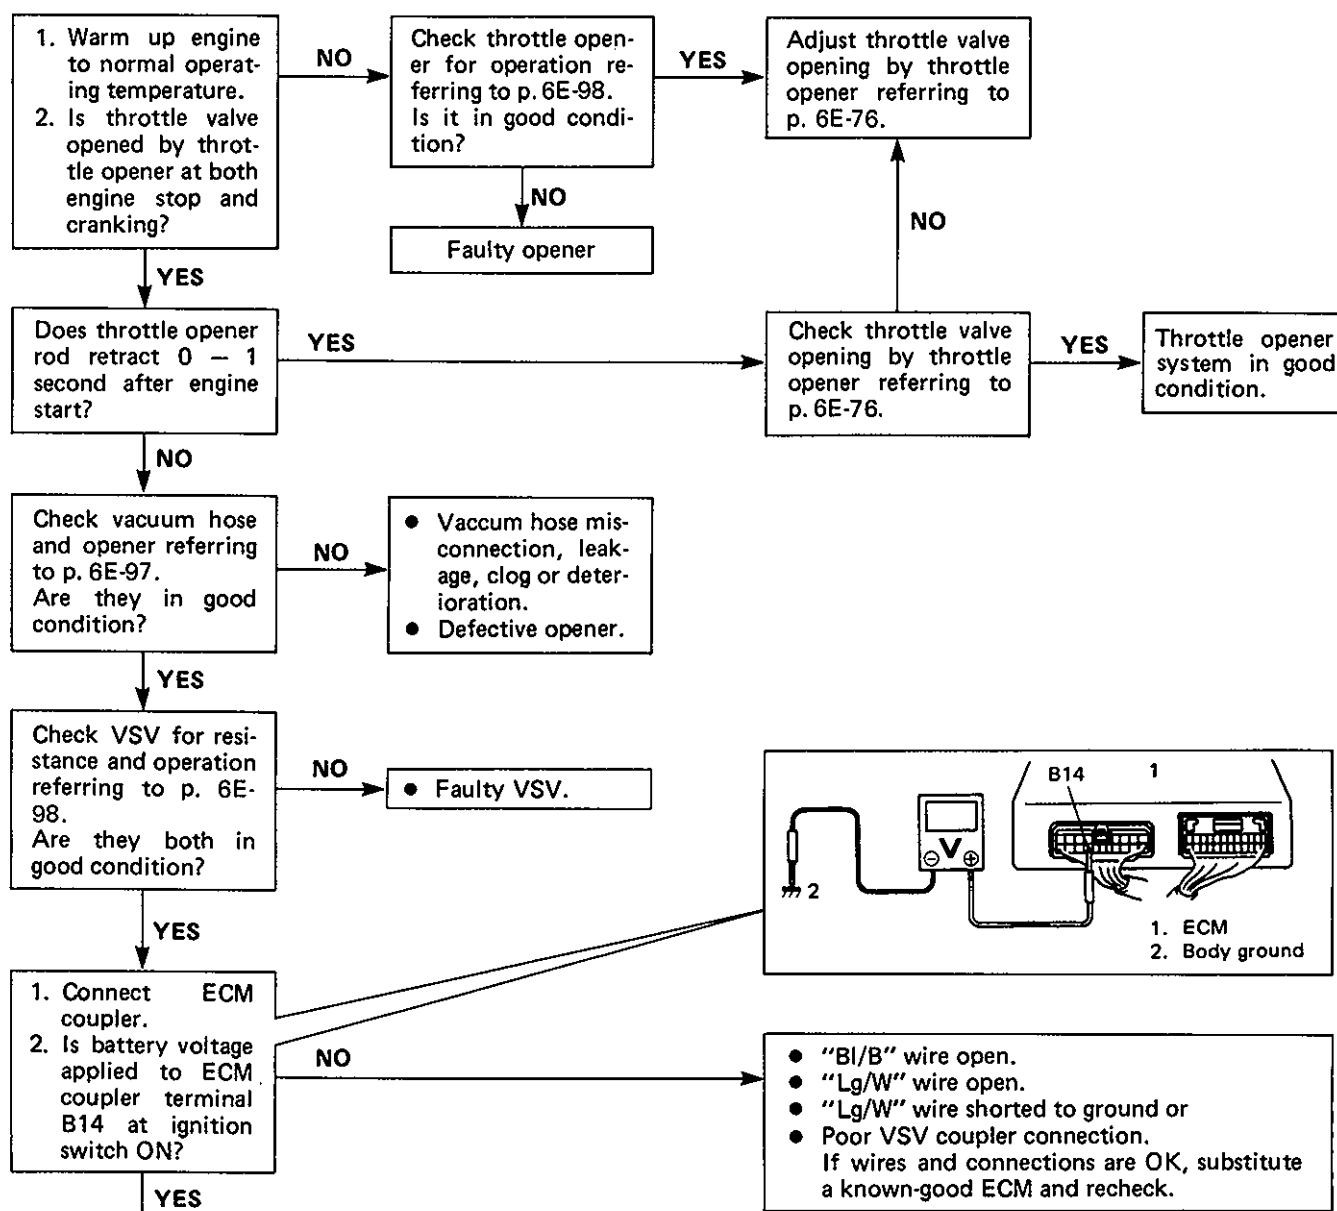 1. Warm up engine
to normal operat-
ing temperature.
2. Is throttle valve
opened by throt-
tle opener at both
engine stop and
cranking?
NO
Check throttle open-
er for operation re-
ferring to p. 6E-98.
Is it in good condi-
tion?
YES
Adjust throttle valve
opening by throttle
opener referring to
p. 6E-76.
NO
Faulty opener
NO
YES
Does throttle opener
rod retract 0 – 1
second after engine
start?
YES
Check throttle valve
opening by throttle
opener referring to
p. 6E-76.
YES
Throttle opener
system in good
condition.
NO
Check vacuum hose
and opener referring
to p. 6E-97.
Are they in good
condition?
NO
● Vaccum hose mis-
connection, leak-
age, clog or deter-
ioration.
● Defective opener.
YES
Check VSV for resi-
stance and operation
referring to p. 6E-
98.
Are they both in
good condition?
NO
● Faulty VSV.
B14 1
V
2
1. ECM
2. Body ground
YES
1. Connect ECM
coupler.
2. Is battery voltage
applied to ECM
coupler terminal
B14 at ignition
switch ON?
NO
● "Bl/B" wire open.
● "Lg/W" wire open.
● "Lg/W" wire shorted to ground or
● Poor VSV coupler connection.
If wires and connections are OK, substitute
a known-good ECM and recheck.
YES